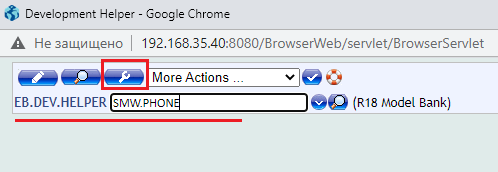 Development Helper - Google Chrome
Не защищено 192.168.35.40:8080/BrowserWeb/servlet/BrowserServlet
More Actions ...
EB.DEV.HELPER SMW.PHONE (R18 Model Bank)